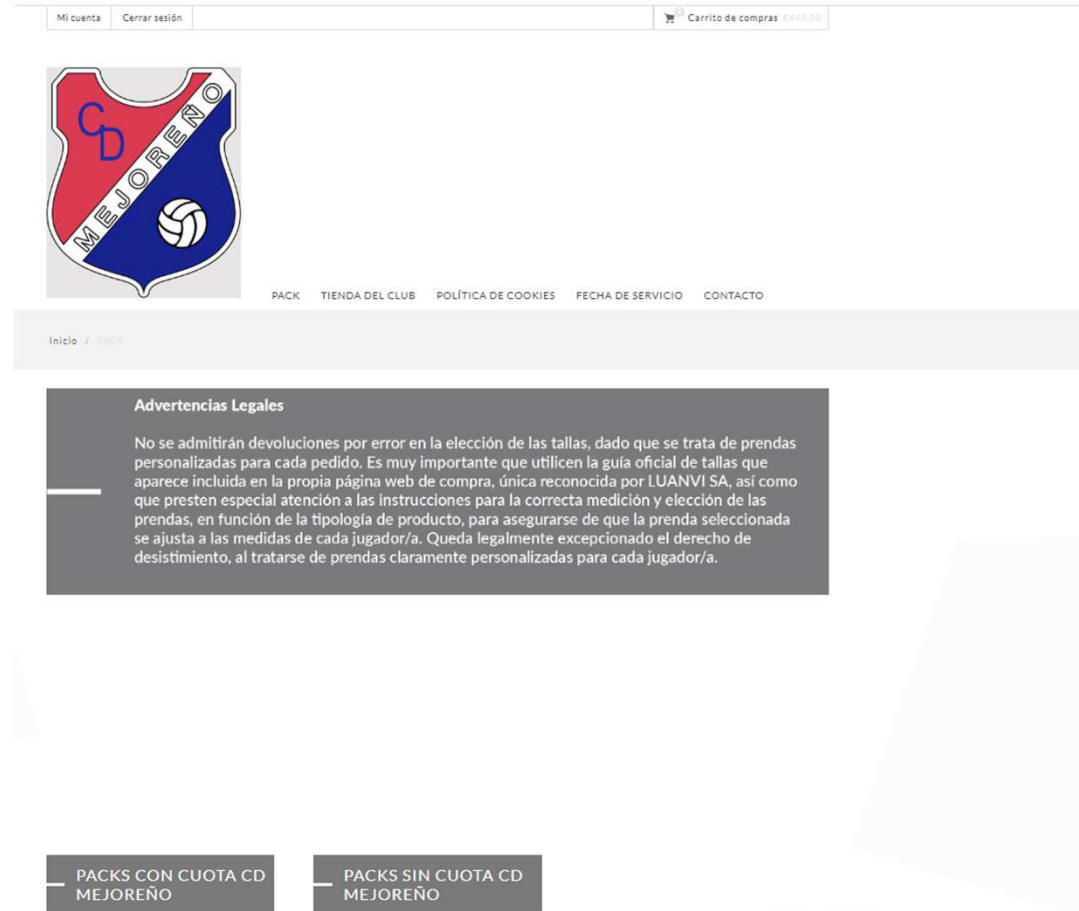 Mi cuenta Cerrar sesión Carrito de compras €445,00
CD
MEJOREÑO
PACK TIENDA DEL CLUB POLÍTICA DE COOKIES FECHA DE SERVICIO CONTACTO
Inicio / PACK
Advertencias Legales
No se admitirán devoluciones por error en la elección de las tallas, dado que se trata de prendas
personalizadas para cada pedido. Es muy importante que utilicen la guía oficial de tallas que
aparece incluida en la propia página web de compra, única reconocida por LUANVI SA, así como
que presten especial atención a las instrucciones para la correcta medición y elección de las
prendas, en función de la tipología de producto, para asegurarse de que la prenda seleccionada
se ajusta a las medidas de cada jugador/a. Queda legalmente excepcionado el derecho de
desistimiento, al tratarse de prendas claramente personalizadas para cada jugador/a.
PACKS CON CUOTA CD
MEJOREÑO
PACKS SIN CUOTA CD
MEJOREÑO